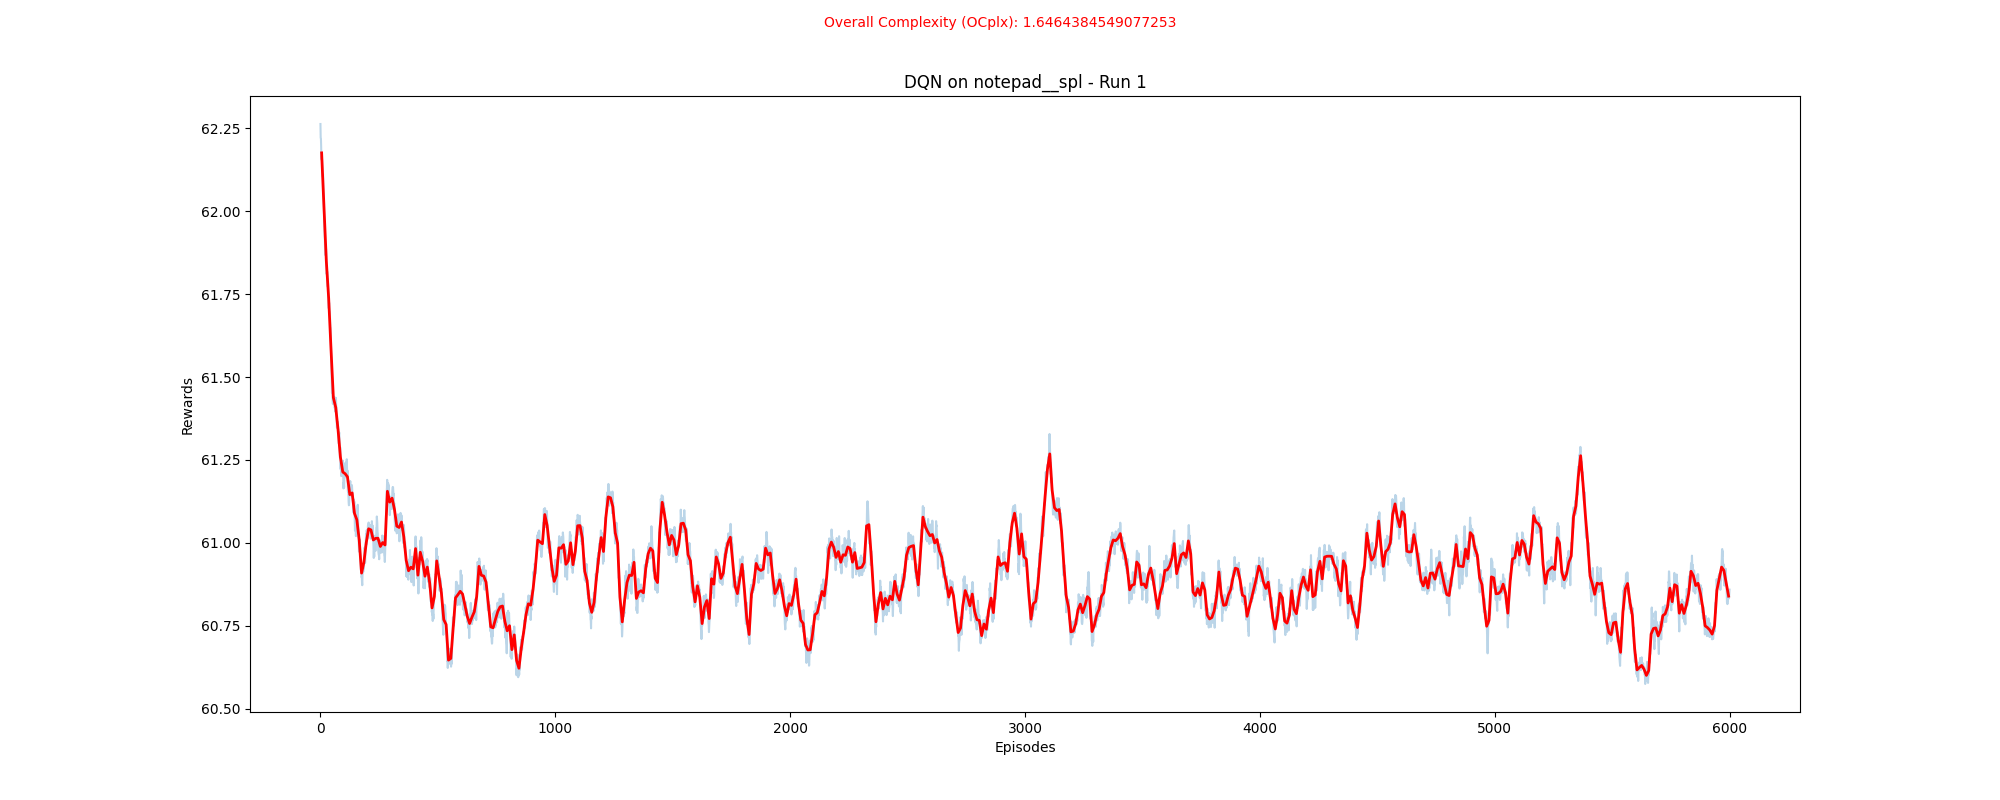 Overall Complexity (OCplx): 1.6464384549077253
DQN on notepad__spl - Run 1
62.25
62.00
61.75
61.50
61.25
61.00
60.75
60.50
Rewards
0 1000 2000 3000 4000 5000 6000
Episodes